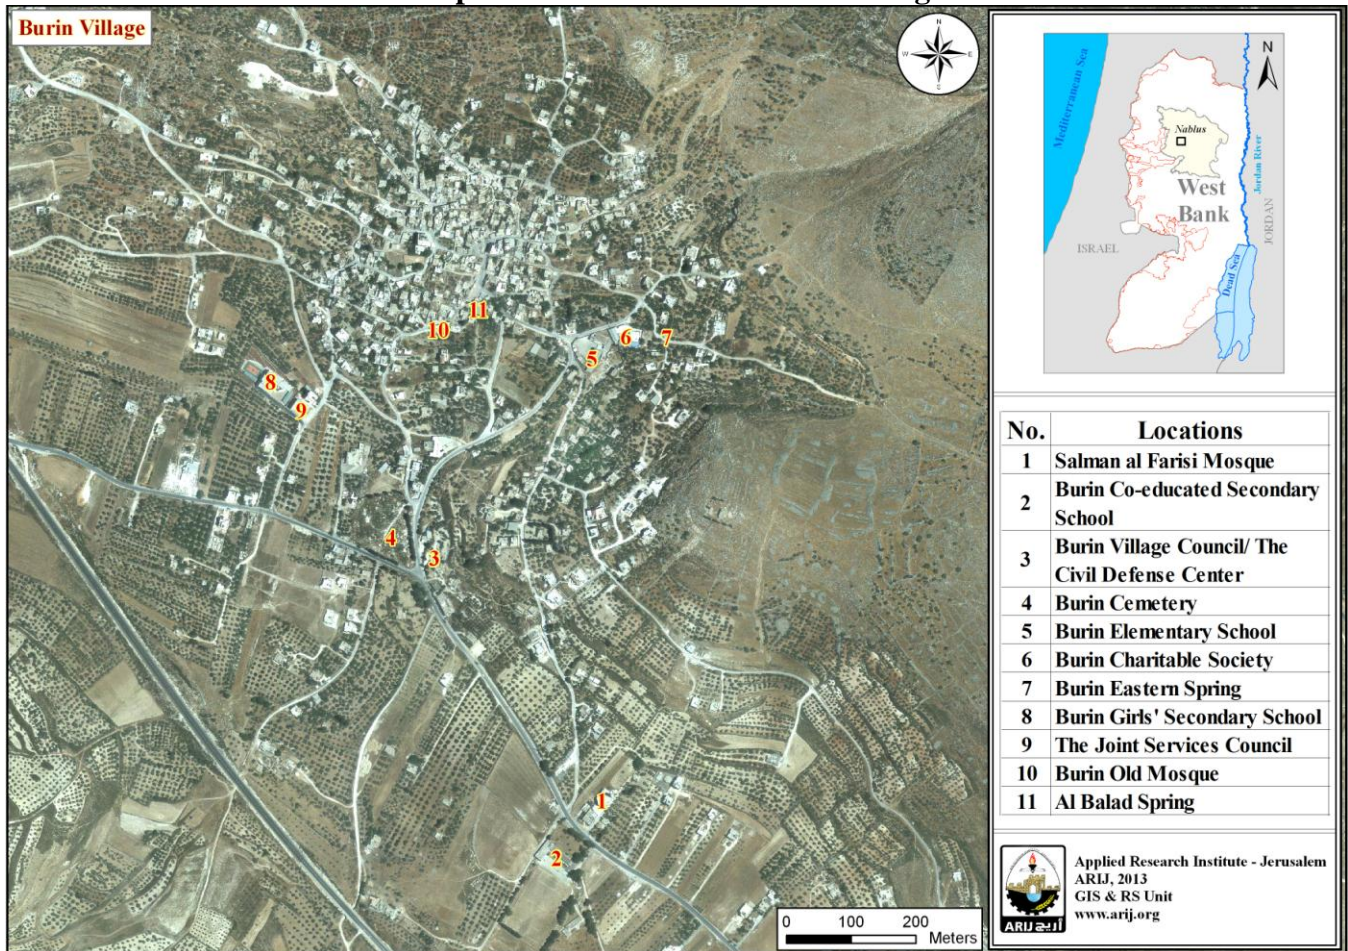 Burin Village
N
W
E
S
10
11
6
7
5
8
9
4
3
1
2
0 100 200
Meters
N
Mediterranean Sea
Nablus
West
Bank
Jordan River
JORDAN
ISRAEL
Dead Sea
No. Locations
1 Salman al Farisi Mosque
2 Burin Co-educated Secondary
School
3 Burin Village Council/ The
Civil Defense Center
4 Burin Cemetery
5 Burin Elementary School
6 Burin Charitable Society
7 Burin Eastern Spring
8 Burin Girls' Secondary School
9 The Joint Services Council
10 Burin Old Mosque
11 Al Balad Spring
Applied Research Institute - Jerusalem
ARIJ, 2013
GIS & RS Unit
www.arij.org
ARIJ أريج